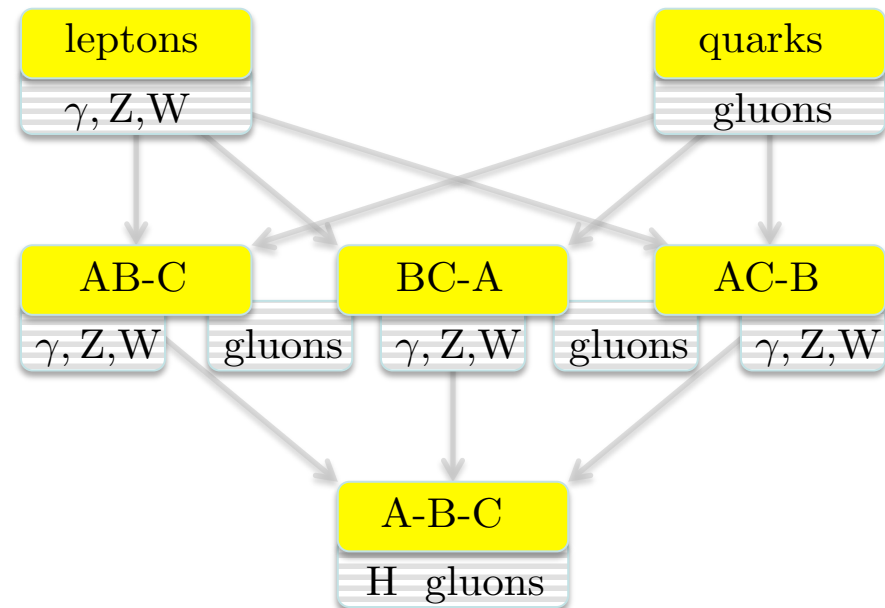 leptons
quarks
γ, Z,W
gluons
AB-C
BC-A
AC-B
γ, Z,W
gluons
γ, Z,W
gluons
γ, Z,W
A-B-C
H gluons